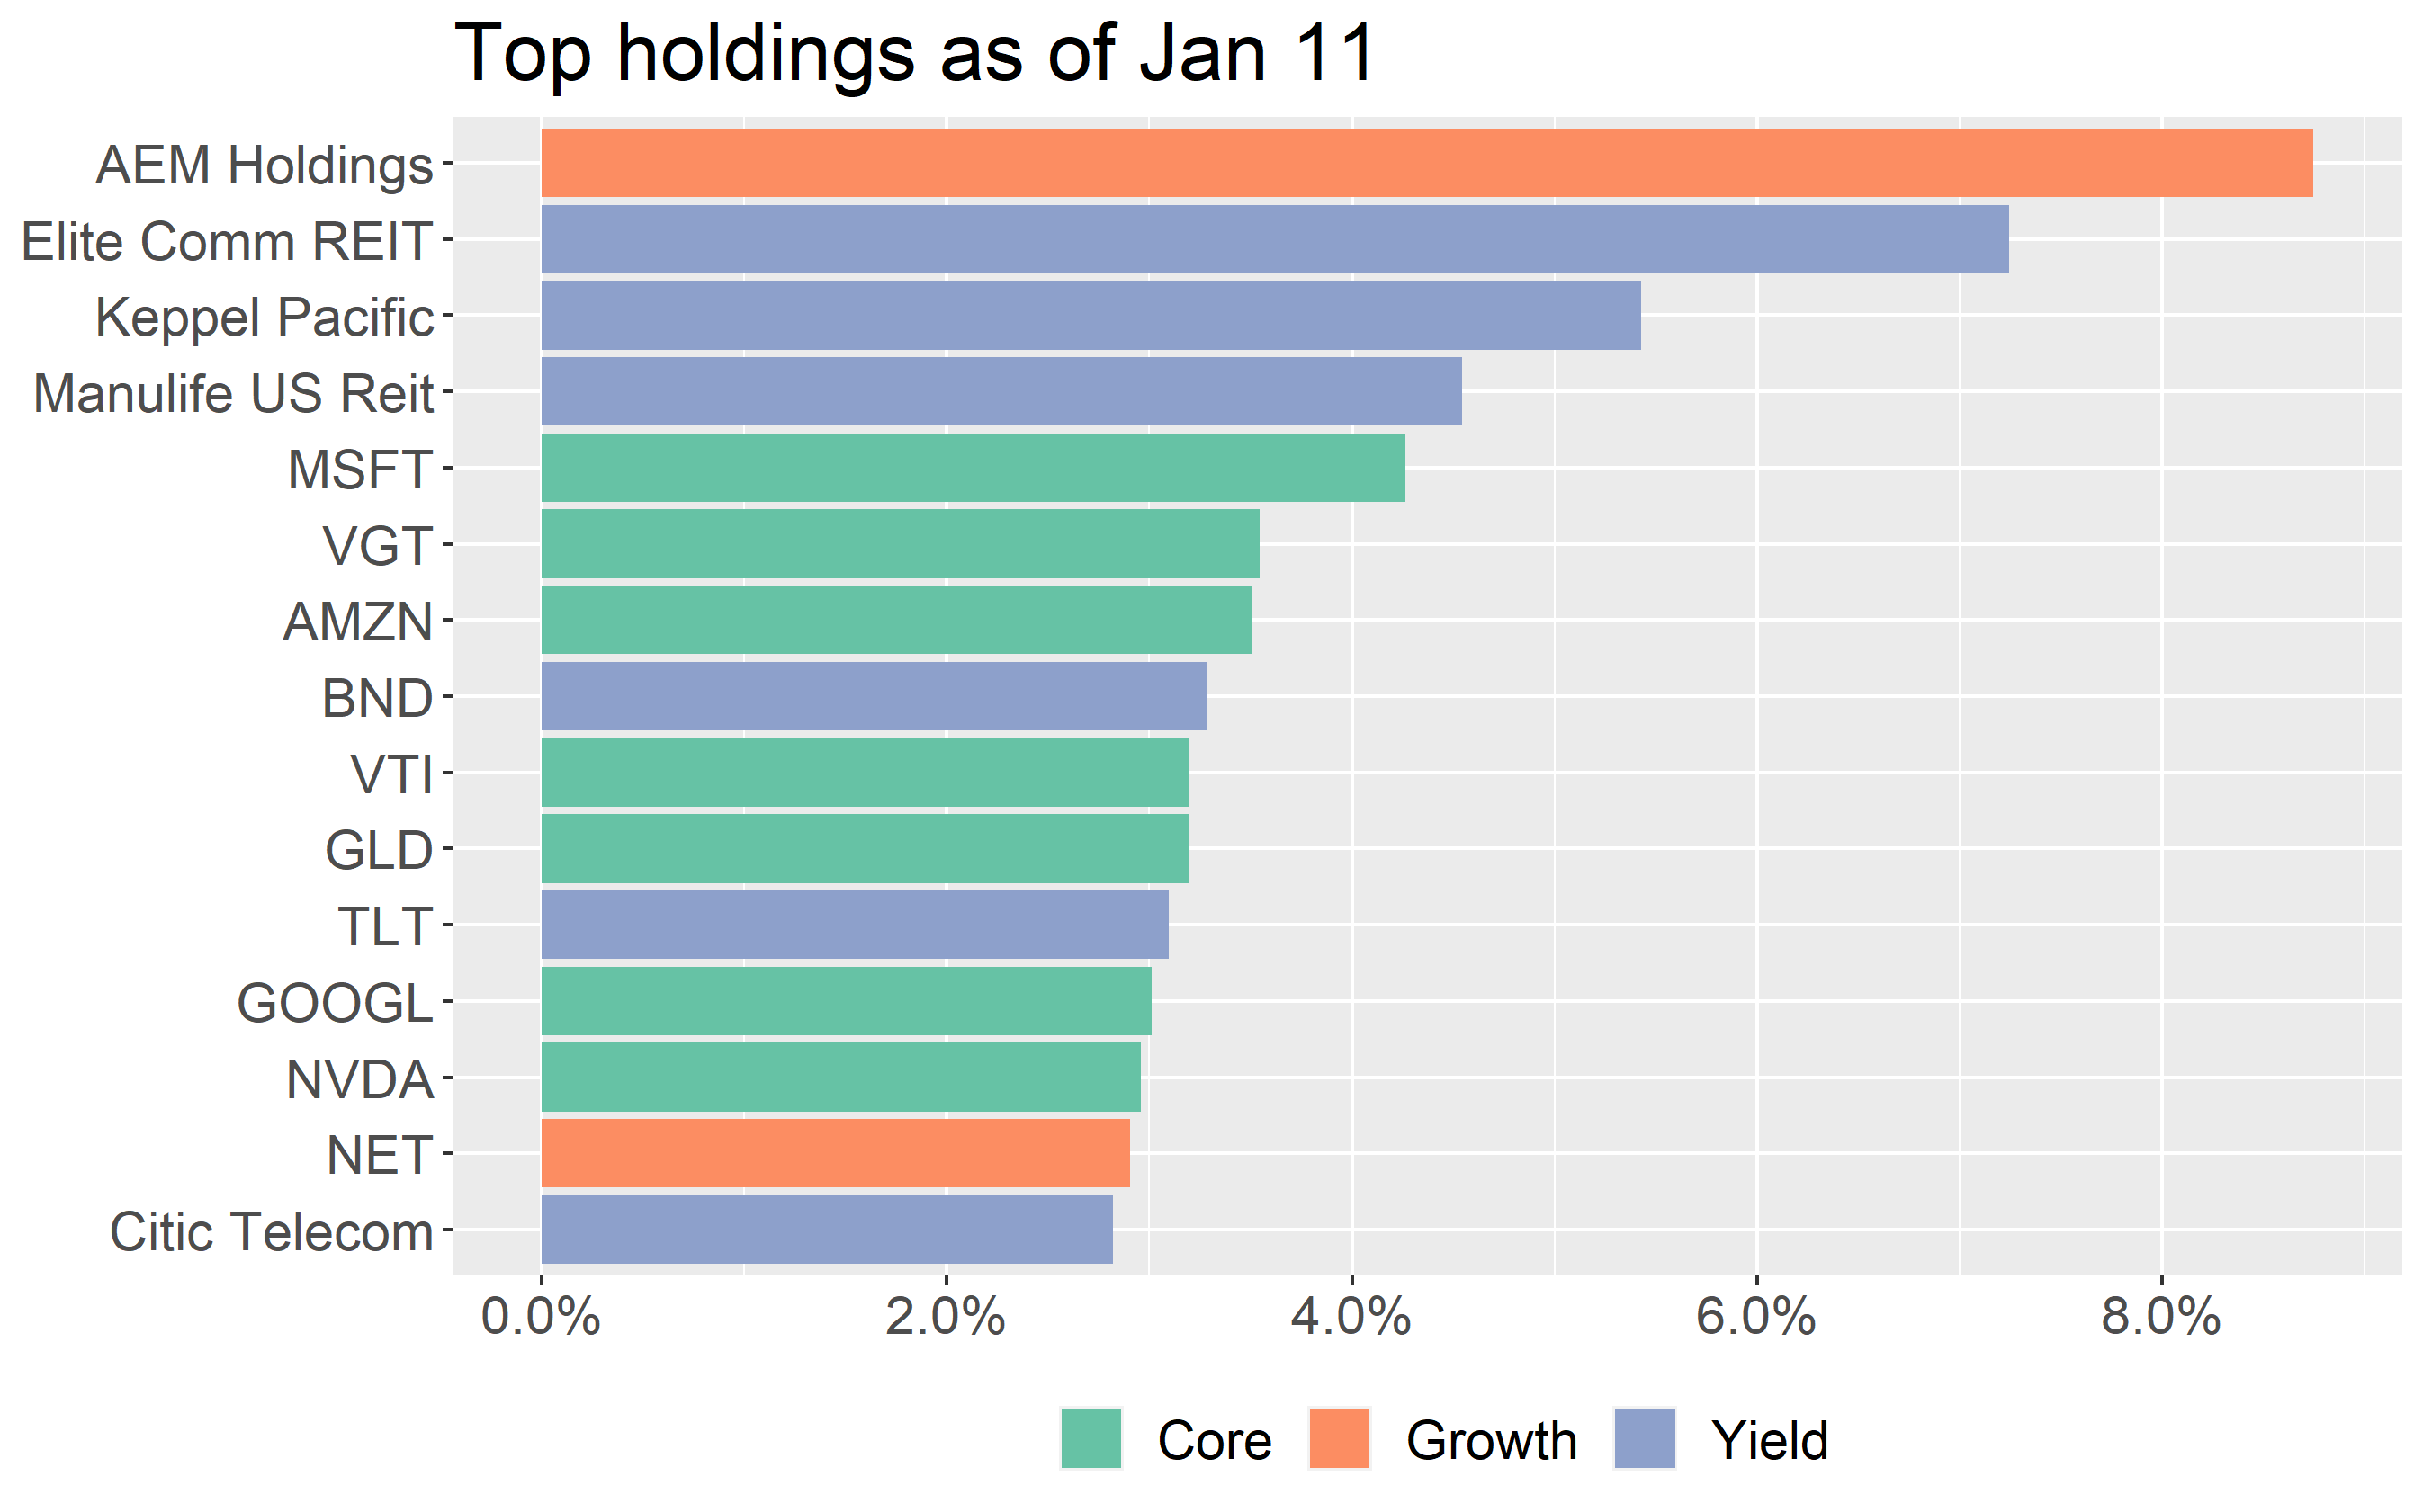 Top holdings as of Jan 11
AEM Holdings
Elite Comm REIT
Keppel Pacific
Manulife US Reit
MSFT
VGT
AMZN
BND
VTI
GLD
TLT
GOOGL
NVDA
NET
Citic Telecom
0.0% 2.0% 4.0% 6.0% 8.0%
Core Growth Yield